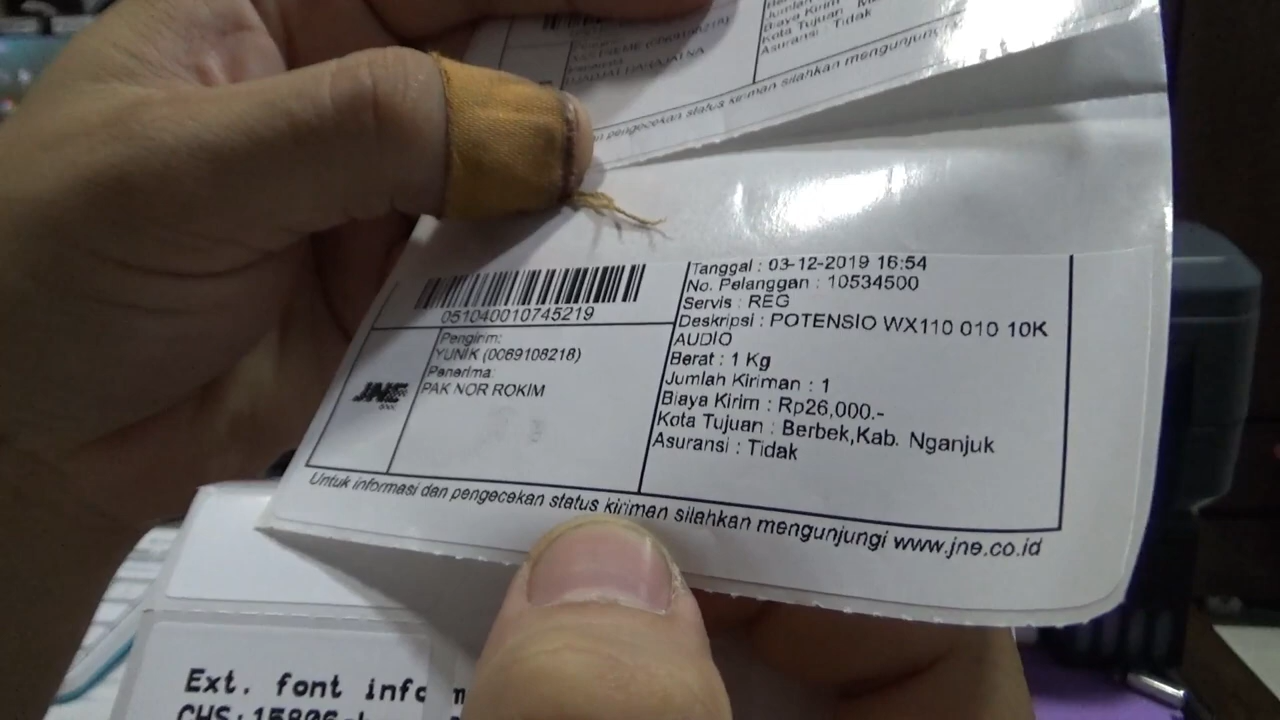 Biaya Kirim :
Kota Tujuan :
Asuransi : Tidak
pengecekan status kiriman silahkan mengunjungi
051040010745219
Pengirim:
YUNIK (0069108218)
Penerima:
PAK NOR ROKIM
JNE
Tanggal : 03-12-2019 16:54
No. Pelanggan : 10534500
Servis : REG
Deskripsi : POTENSIO WX110 010 10K
AUDIO
Berat : 1 Kg
Jumlah Kiriman : 1
Biaya Kirim : Rp26,000.-
Kota Tujuan : Berbek,Kab. Nganjuk
Asuransi : Tidak
Untuk informasi dan pengecekan status kiriman silahkan mengunjungi www.jne.co.id
Ext. font info